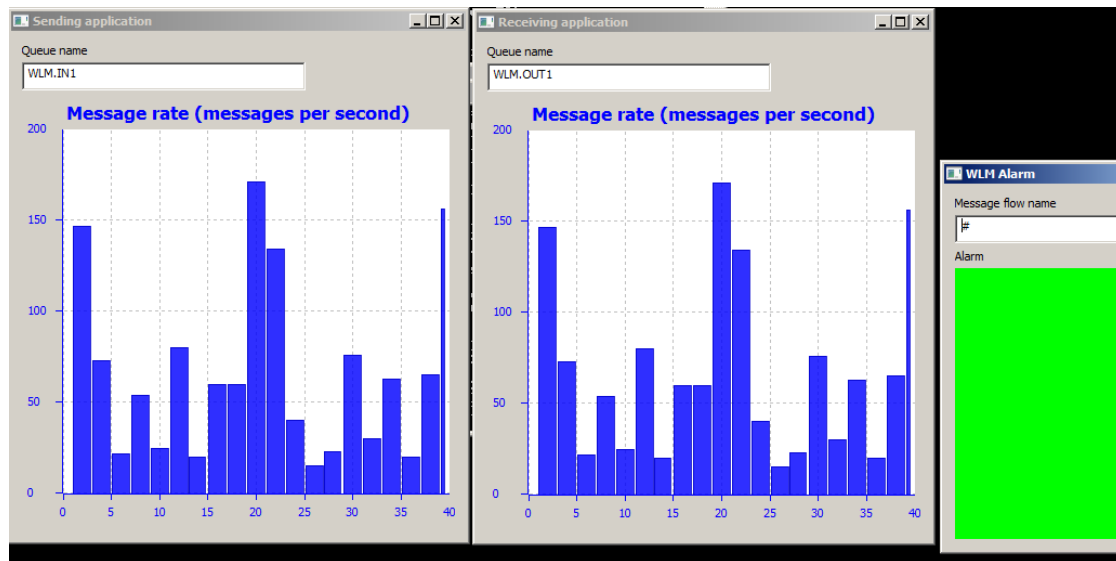 Sending application
Queue name
WLM.IN1
Message rate (messages per second)
200
150
100
50
0
0 5 10 15 20 25 30 35 40
Receiving application
Queue name
WLM.OUT1
Message rate (messages per second)
200
150
100
50
0
0 5 10 15 20 25 30 35 40
WLM Alarm
Message flow name
#
Alarm